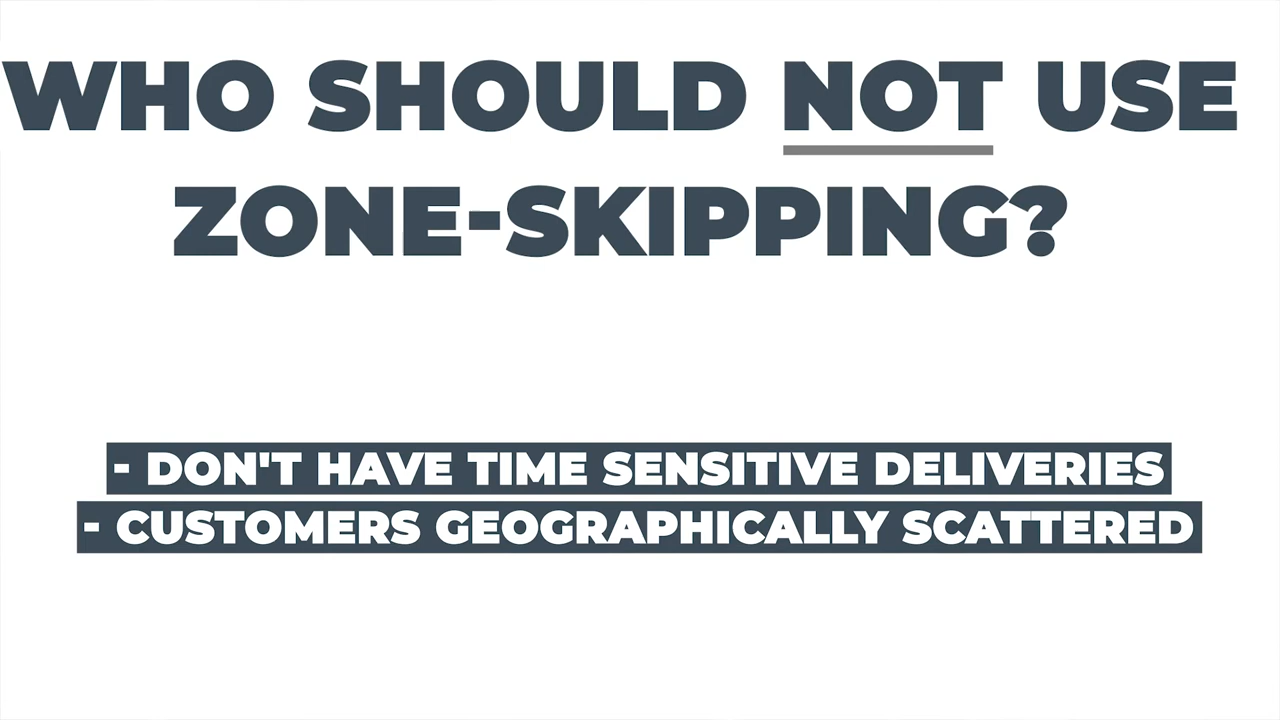 WHO SHOULD NOT USE
ZONE-SKIPPING?
- DON'T HAVE TIME SENSITIVE DELIVERIES
- CUSTOMERS GEOGRAPHICALLY SCATTERED